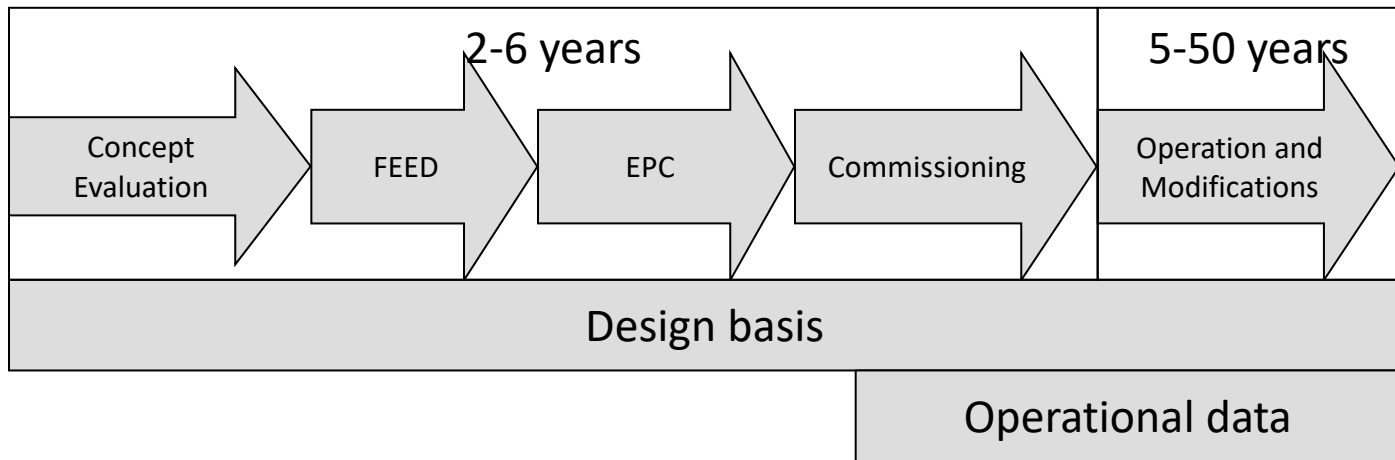 2-6 years
5-50 years
Concept
Evaluation
FEED
EPC
Commissioning
Operation and
Modifications
Design basis
Operational data